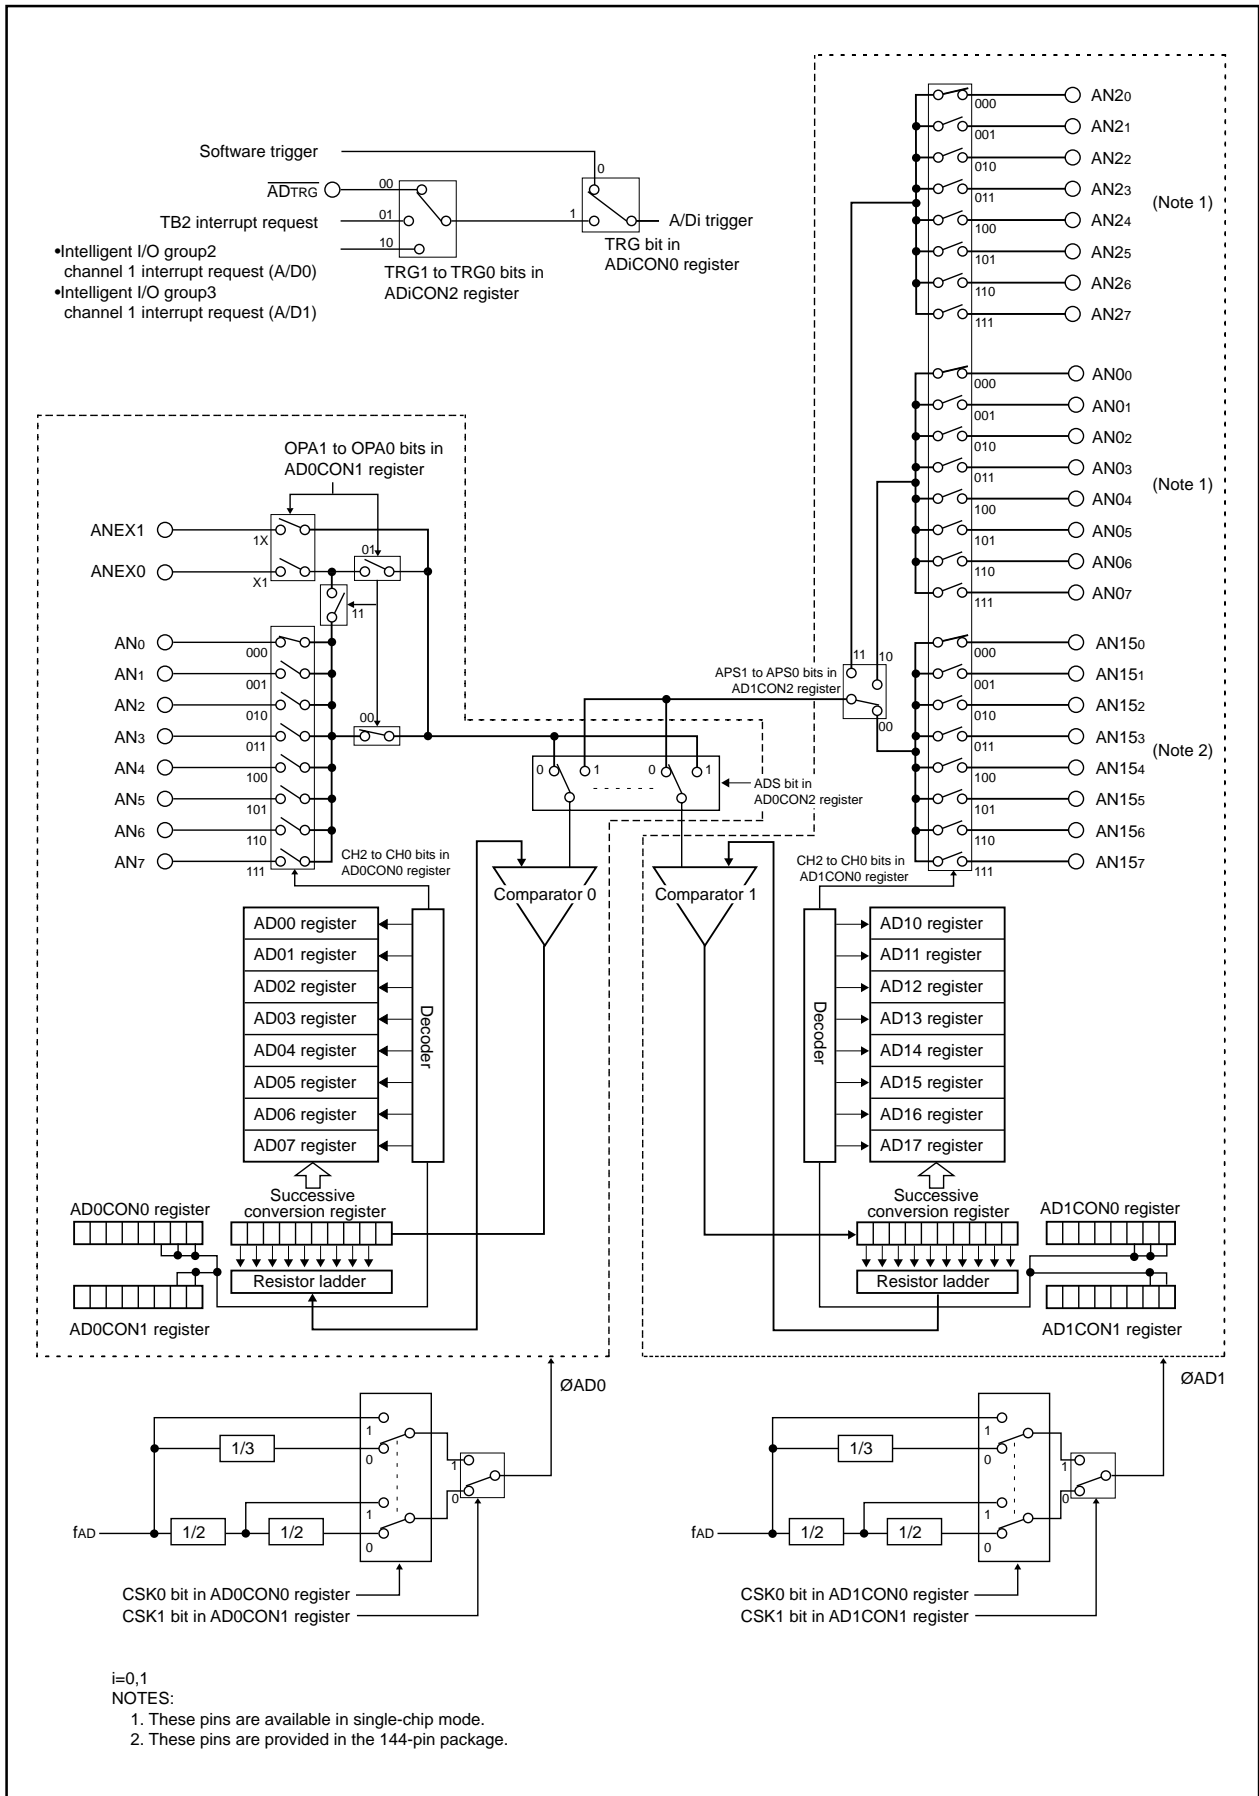 Software trigger
ADTRG
TB2 interrupt request
•Intelligent I/O group2
channel 1 interrupt request (A/D0)
•Intelligent I/O group3
channel 1 interrupt request (A/D1)
00
01
10
TRG1 to TRG0 bits in
ADiCON2 register
0
1
A/Di trigger
TRG bit in
ADiCON0 register
AN20
000
AN21
001
AN22
010
AN23
011
AN24
100
AN25
101
AN26
110
AN27
111
(Note 1)
AN00
000
AN01
001
AN02
010
AN03
011
AN04
100
AN05
101
AN06
110
AN07
111
(Note 1)
AN150
000
AN151
001
AN152
010
AN153
011
AN154
100
AN155
101
AN156
110
AN157
111
(Note 2)
OPA1 to OPA0 bits in
AD0CON1 register
ANEX1
1X
ANEX0
X1
01
11
00
AN0
000
AN1
001
AN2
010
AN3
011
AN4
100
AN5
101
AN6
110
AN7
111
APS1 to APS0 bits in
AD1CON2 register
11
10
00
0
1
0
1
ADS bit in
AD0CON2 register
CH2 to CH0 bits in
AD0CON0 register
Comparator 0
Comparator 1
CH2 to CH0 bits in
AD1CON0 register
AD00 register
AD01 register
AD02 register
AD03 register
AD04 register
AD05 register
AD06 register
AD07 register
Decoder
Decoder
AD10 register
AD11 register
AD12 register
AD13 register
AD14 register
AD15 register
AD16 register
AD17 register
Successive
conversion register
AD0CON0 register
Resistor ladder
AD0CON1 register
Successive
conversion register
AD1CON0 register
Resistor ladder
AD1CON1 register
ØAD0
1
1/3
0
1
0
1
fAD
1/2
1/2
0
CSK0 bit in AD0CON0 register
CSK1 bit in AD0CON1 register
ØAD1
1
1/3
0
1
0
1
fAD
1/2
1/2
0
CSK0 bit in AD1CON0 register
CSK1 bit in AD1CON1 register
i=0,1
NOTES:
1. These pins are available in single-chip mode.
2. These pins are provided in the 144-pin package.